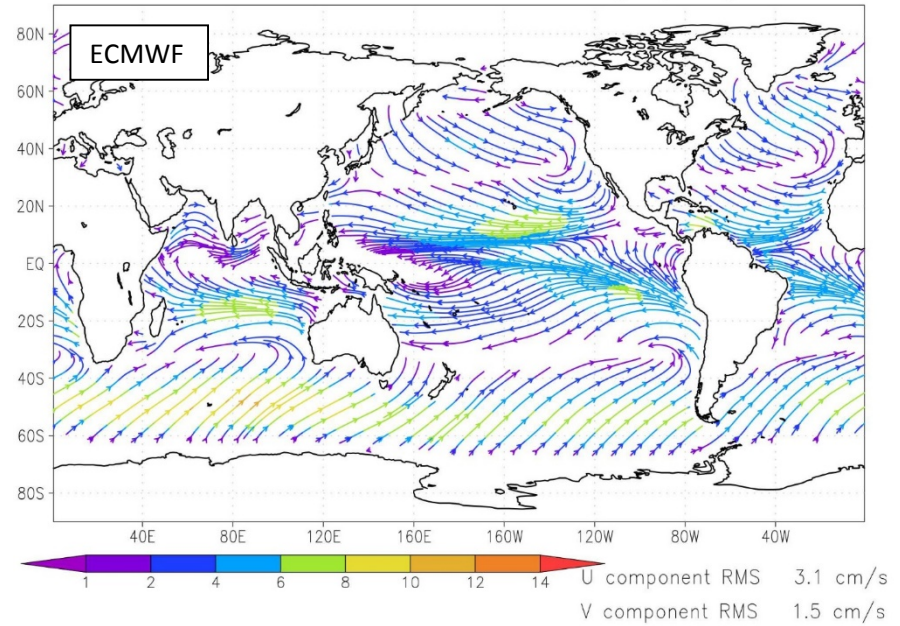 ECMWF
80N
60N
40N
20N
EQ
20S
40S
60S
80S
40E 80E 120E 160E 160W 120W 80W 40W
1 2 4 6 8 10 12 14
U component RMS 3.1 cm/s
V component RMS 1.5 cm/s